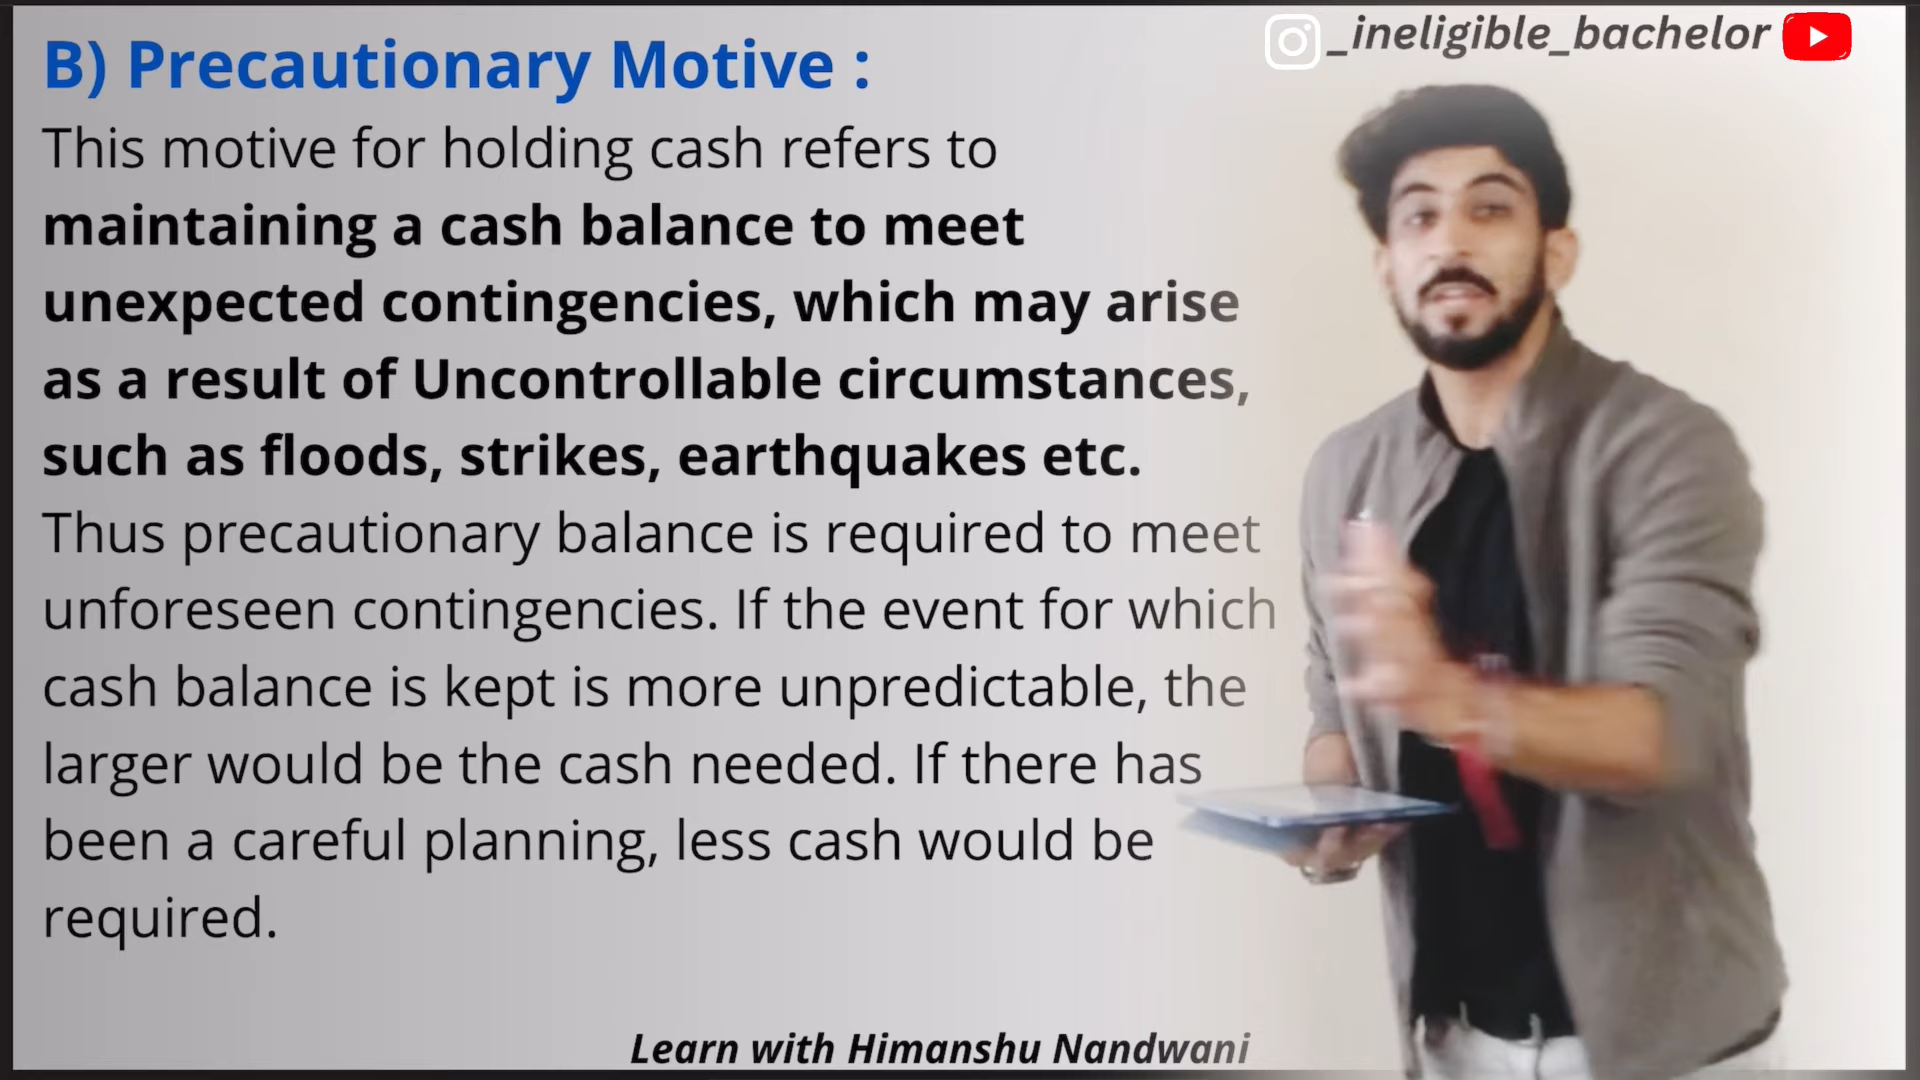 _ineligible_bachelor
B) Precautionary Motive :
This motive for holding cash refers to
maintaining a cash balance to meet
unexpected contingencies, which may arise
as a result of Uncontrollable circumstances,
such as floods, strikes, earthquakes etc.
Thus precautionary balance is required to meet
unforeseen contingencies. If the event for which
cash balance is kept is more unpredictable, the
larger would be the cash needed. If there has
been a careful planning, less cash would be
required.
Learn with Himanshu Nandwani